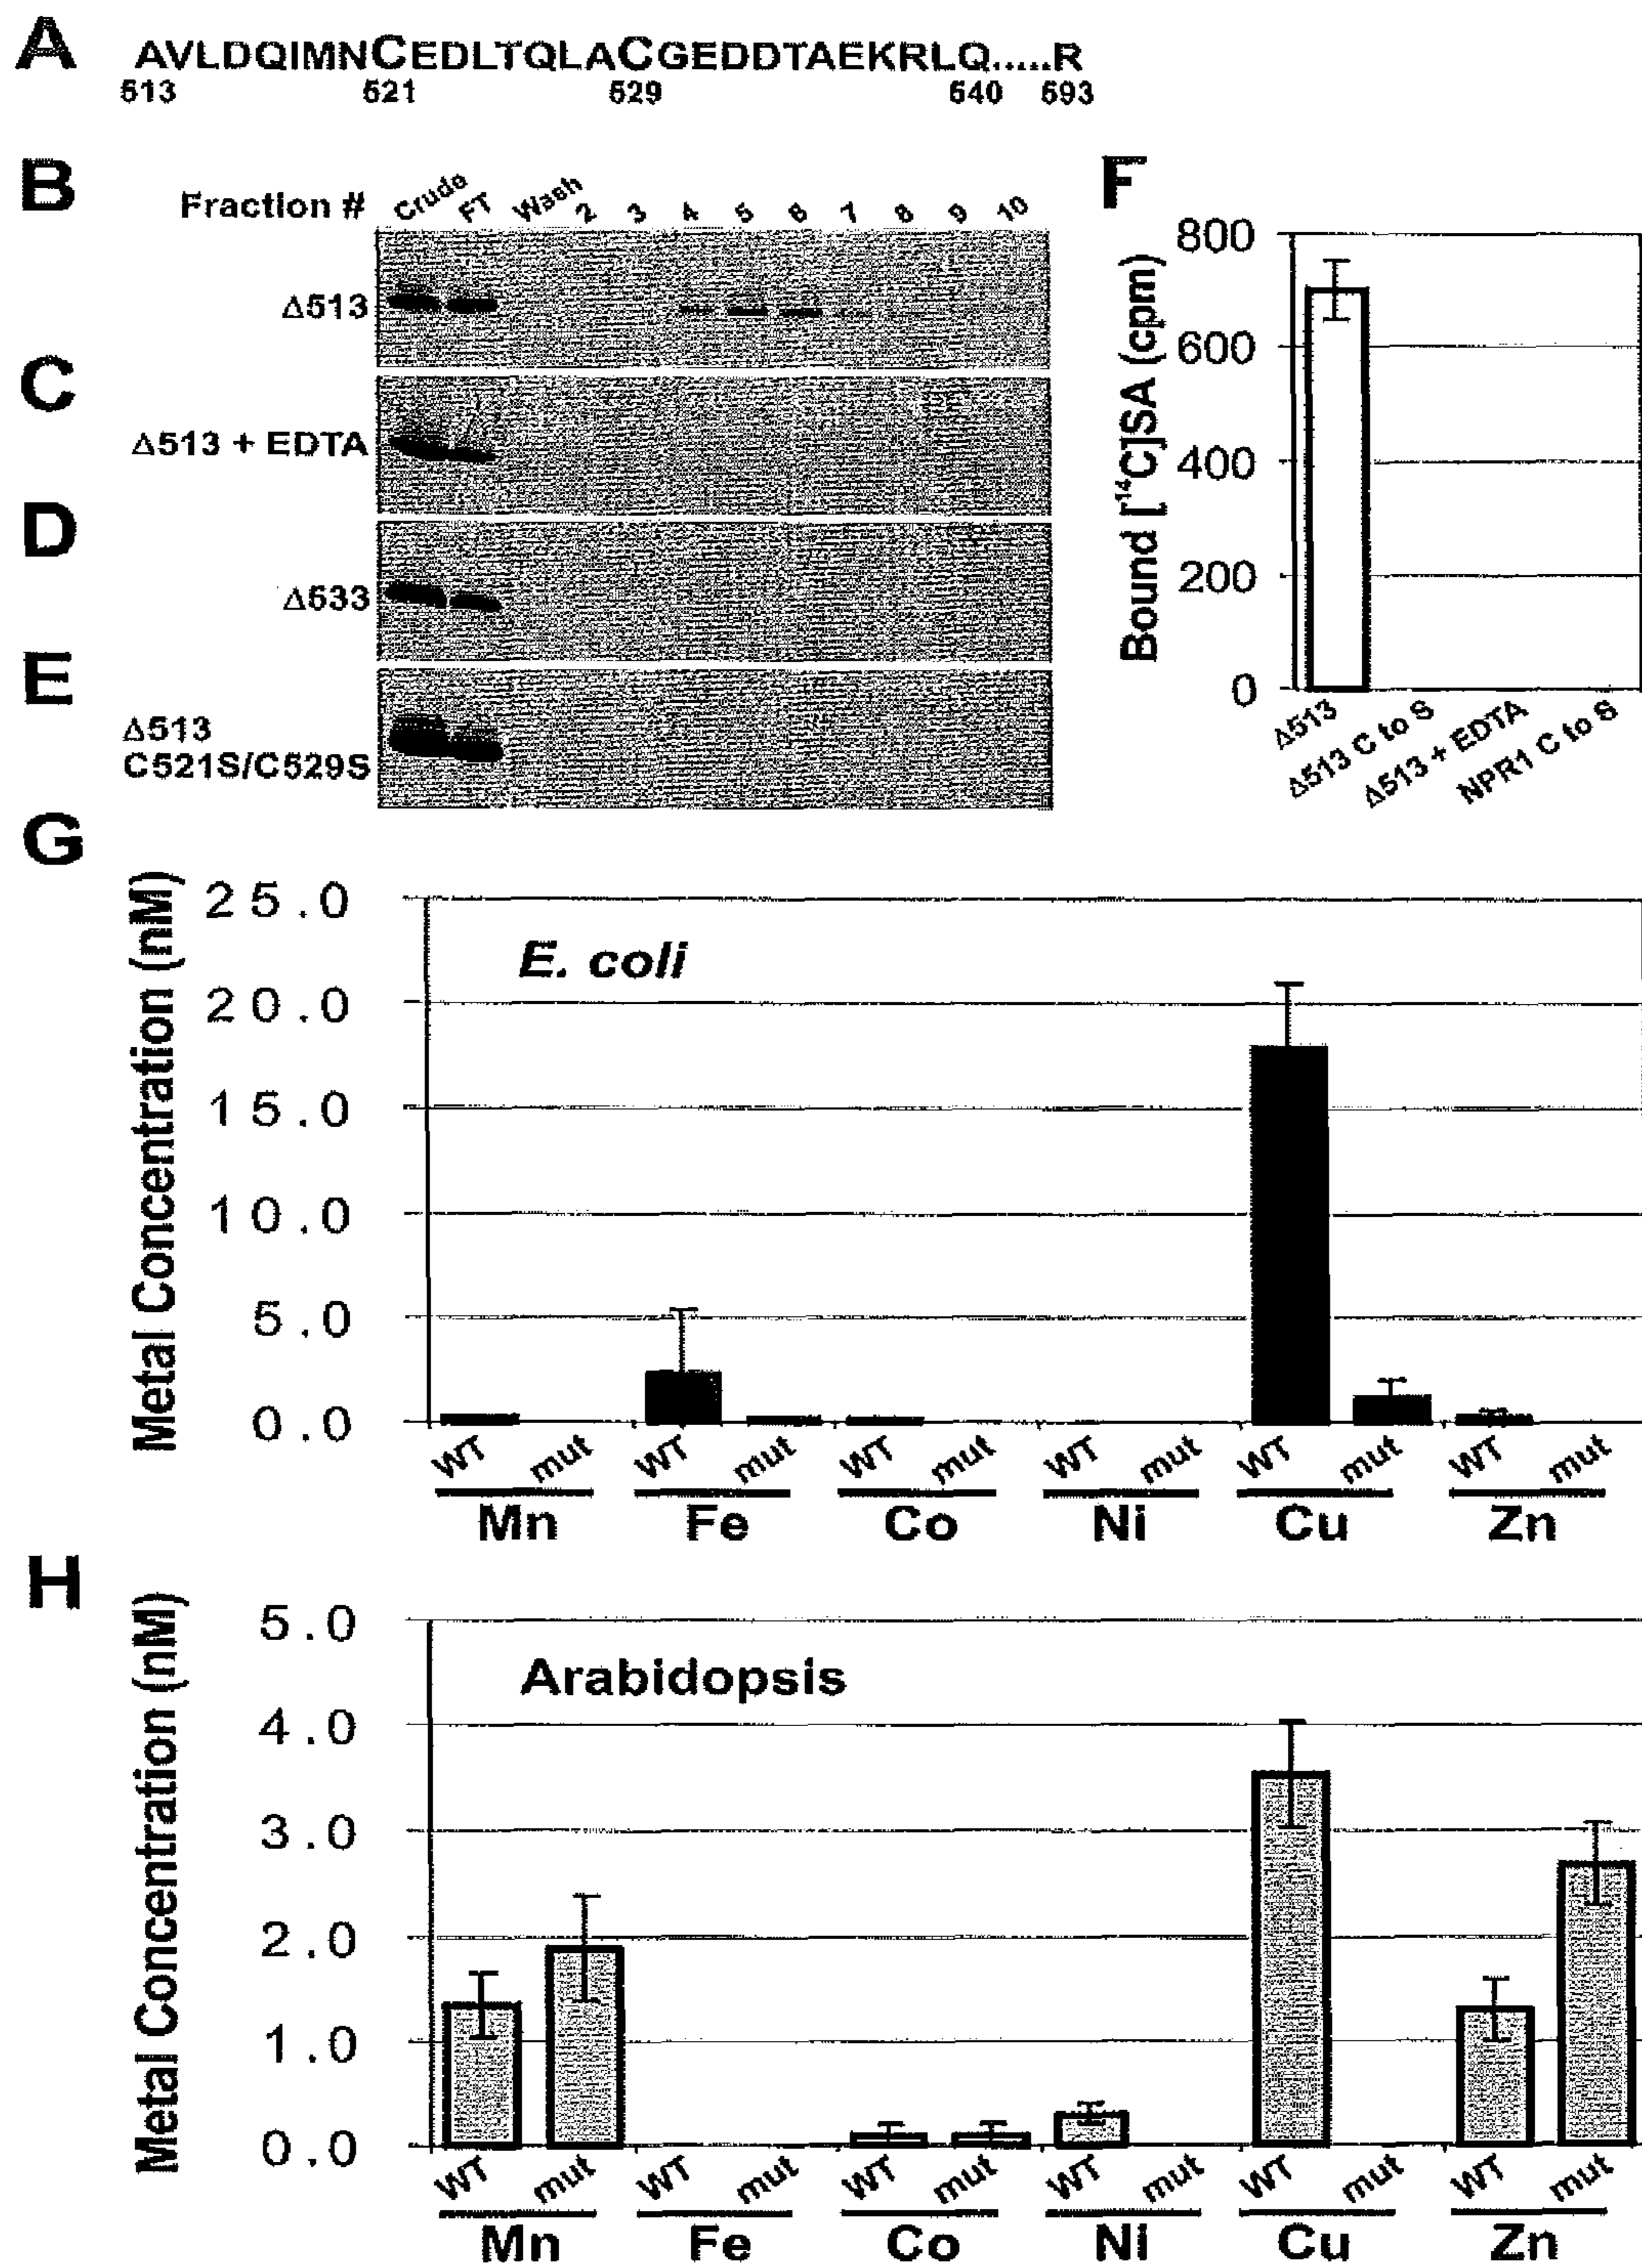 A
AVLDQIMNCEDLTQLACGEDDTAEKRLQ.....R
513 521 529 540 593
B
Fraction # Crude FT Wash 2 3 4 5 6 7 8 9 10
Δ513
C
Δ513 + EDTA
D
Δ533
E
Δ513
C521S/C529S
F
Bound [¹⁴C]SA (cpm)
800
600
400
200
0
Δ513
Δ513 C to S
Δ513 + EDTA
NPR1 C to S
G
Metal Concentration (nM)
25.0
20.0
15.0
10.0
5.0
0.0
E. coli
WT mut WT mut WT mut WT mut WT mut WT mut
Mn Fe Co Ni Cu Zn
H
Metal Concentration (nM)
5.0
4.0
3.0
2.0
1.0
0.0
Arabidopsis
WT mut WT mut WT mut WT mut WT mut WT mut
Mn Fe Co Ni Cu Zn